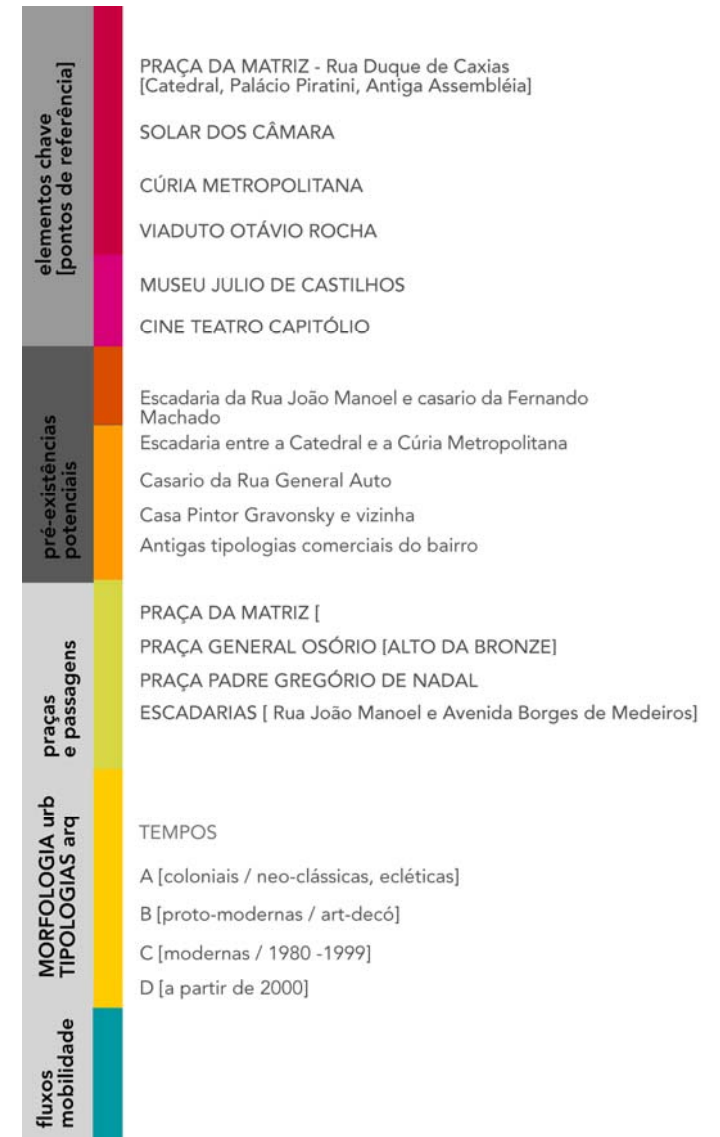 elementos chave
[pontos de referência]
PRAÇA DA MATRIZ - Rua Duque de Caxias
[Catedral, Palácio Piratini, Antiga Assembléia]
SOLAR DOS CÂMARA
CÚRIA METROPOLITANA
VIADUTO OTÁVIO ROCHA
MUSEU JULIO DE CASTILHOS
CINE TEATRO CAPITÓLIO
pré-existências
potenciais
Escadaria da Rua João Manoel e casario da Fernando
Machado
Escadaria entre a Catedral e a Cúria Metropolitana
Casario da Rua General Auto
Casa Pintor Gravonsky e vizinha
Antigas tipologias comerciais do bairro
praças
e passagens
PRAÇA DA MATRIZ [
PRAÇA GENERAL OSÓRIO [ALTO DA BRONZE]
PRAÇA PADRE GREGÓRIO DE NADAL
ESCADARIAS [ Rua João Manoel e Avenida Borges de Medeiros]
MORFOLOGIA urb
TIPOLOGIAS arq
TEMPOS
A [coloniais / neo-clássicas, ecléticas]
B [proto-modernas / art-decó]
C [modernas / 1980 -1999]
D [a partir de 2000]
fluxos
mobilidade